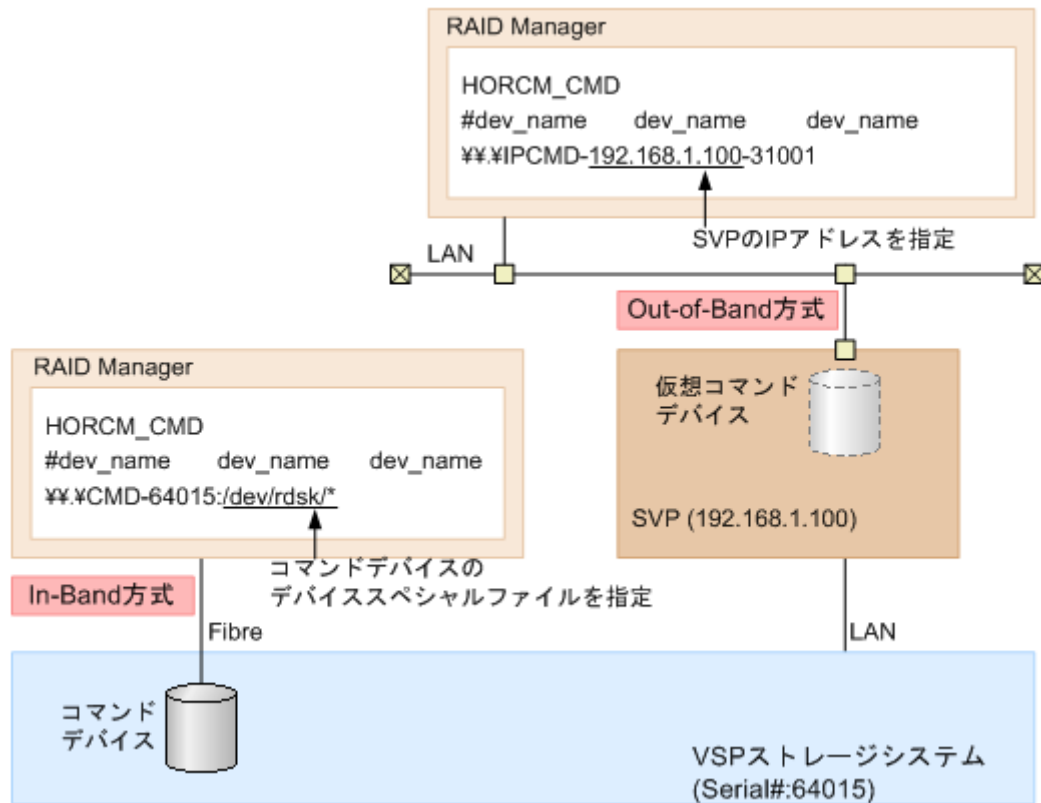 RAID Manager
HORCM_CMD
#dev_name dev_name dev_name
¥¥.¥IPCMD-192.168.1.100-31001
SVPのIPアドレスを指定
LAN
Out-of-Band方式
RAID Manager
HORCM_CMD
#dev_name dev_name dev_name
¥¥.¥CMD-64015:/dev/rdsk/*
コマンドデバイスの
デバイススペシャルファイルを指定
In-Band方式
Fibre
仮想コマンド
デバイス
SVP (192.168.1.100)
LAN
コマンド
デバイス
VSPストレージシステム
(Serial#:64015)